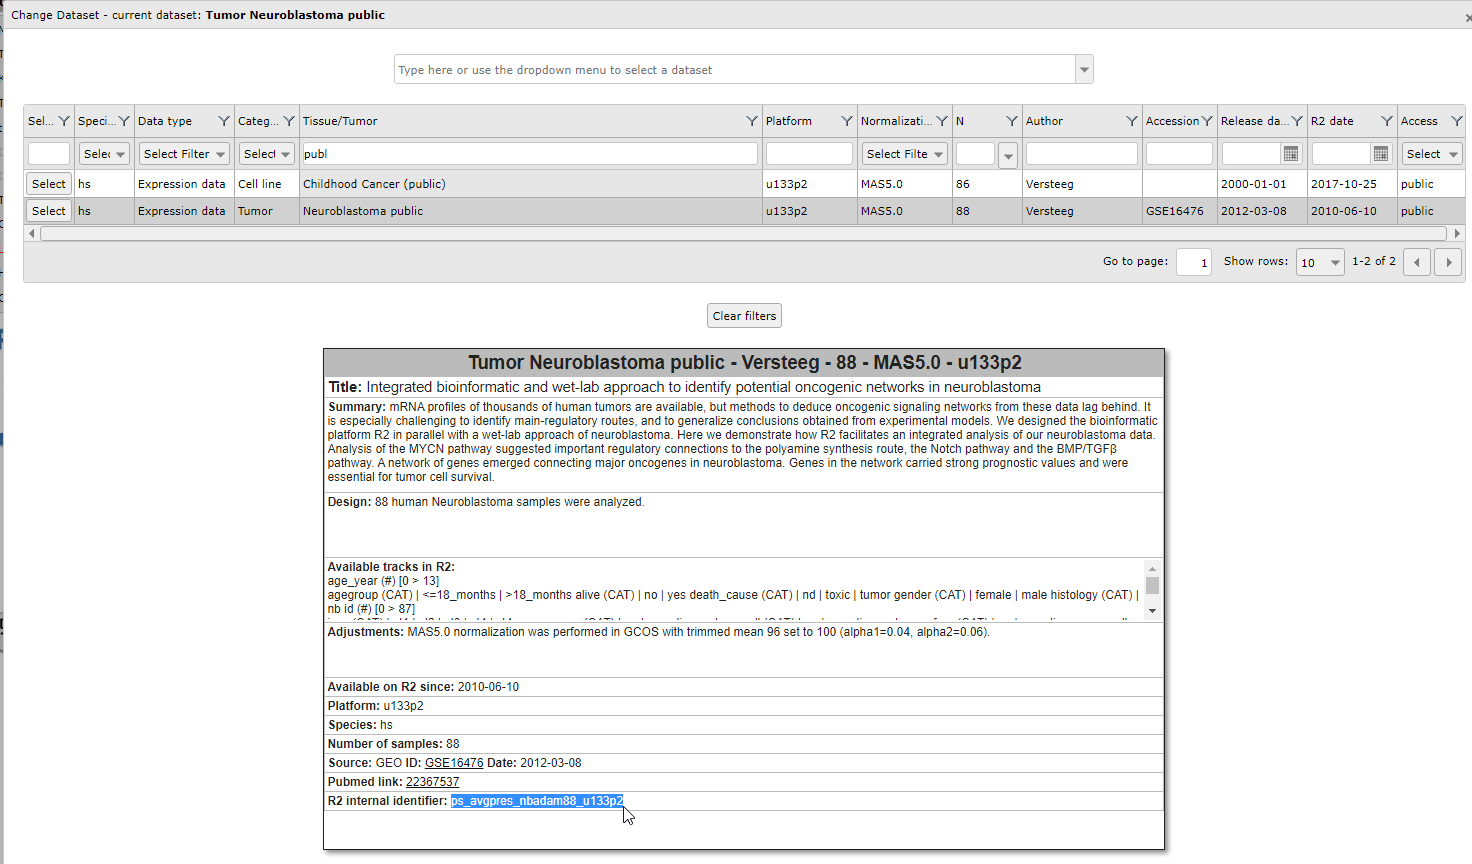 Change Dataset - current dataset: Tumor Neuroblastoma public
Type here or use the dropdown menu to select a dataset
Sel... Speci... Data type Categ... Tissue/Tumor Platform Normalizati... N Author Accession Release da... R2 date Access
Selec Select Filter Select publ Select Filte Select
Select hs Expression data Cell line Childhood Cancer (public) u133p2 MAS5.0 86 Versteeg 2000-01-01 2017-10-25 public
Select hs Expression data Tumor Neuroblastoma public u133p2 MAS5.0 88 Versteeg GSE16476 2012-03-08 2010-06-10 public
Go to page: 1 Show rows: 10 1-2 of 2
Clear filters
Tumor Neuroblastoma public - Versteeg - 88 - MAS5.0 - u133p2
Title: Integrated bioinformatic and wet-lab approach to identify potential oncogenic networks in neuroblastoma
Summary: mRNA profiles of thousands of human tumors are available, but methods to deduce oncogenic signaling networks from these data lag behind. It
is especially challenging to identify main-regulatory routes, and to generalize conclusions obtained from experimental models. We designed the bioinformatic
platform R2 in parallel with a wet-lab approach of neuroblastoma. Here we demonstrate how R2 facilitates an integrated analysis of our neuroblastoma data.
Analysis of the MYCN pathway suggested important regulatory connections to the polyamine synthesis route, the Notch pathway and the BMP/TGFβ
pathway. A network of genes emerged connecting major oncogenes in neuroblastoma. Genes in the network carried strong prognostic values and were
essential for tumor cell survival.
Design: 88 human Neuroblastoma samples were analyzed.
Available tracks in R2:
age_year (#) [0 > 13]
agegroup (CAT) | <=18_months | >18_months alive (CAT) | no | yes death_cause (CAT) | nd | toxic | tumor gender (CAT) | female | male histology (CAT) |
nb id (#) [0 > 87]
Adjustments: MAS5.0 normalization was performed in GCOS with trimmed mean 96 set to 100 (alpha1=0.04, alpha2=0.06).
Available on R2 since: 2010-06-10
Platform: u133p2
Species: hs
Number of samples: 88
Source: GEO ID: GSE16476 Date: 2012-03-08
Pubmed link: 22367537
R2 internal identifier: ps_avgpres_nbadam88_u133p2